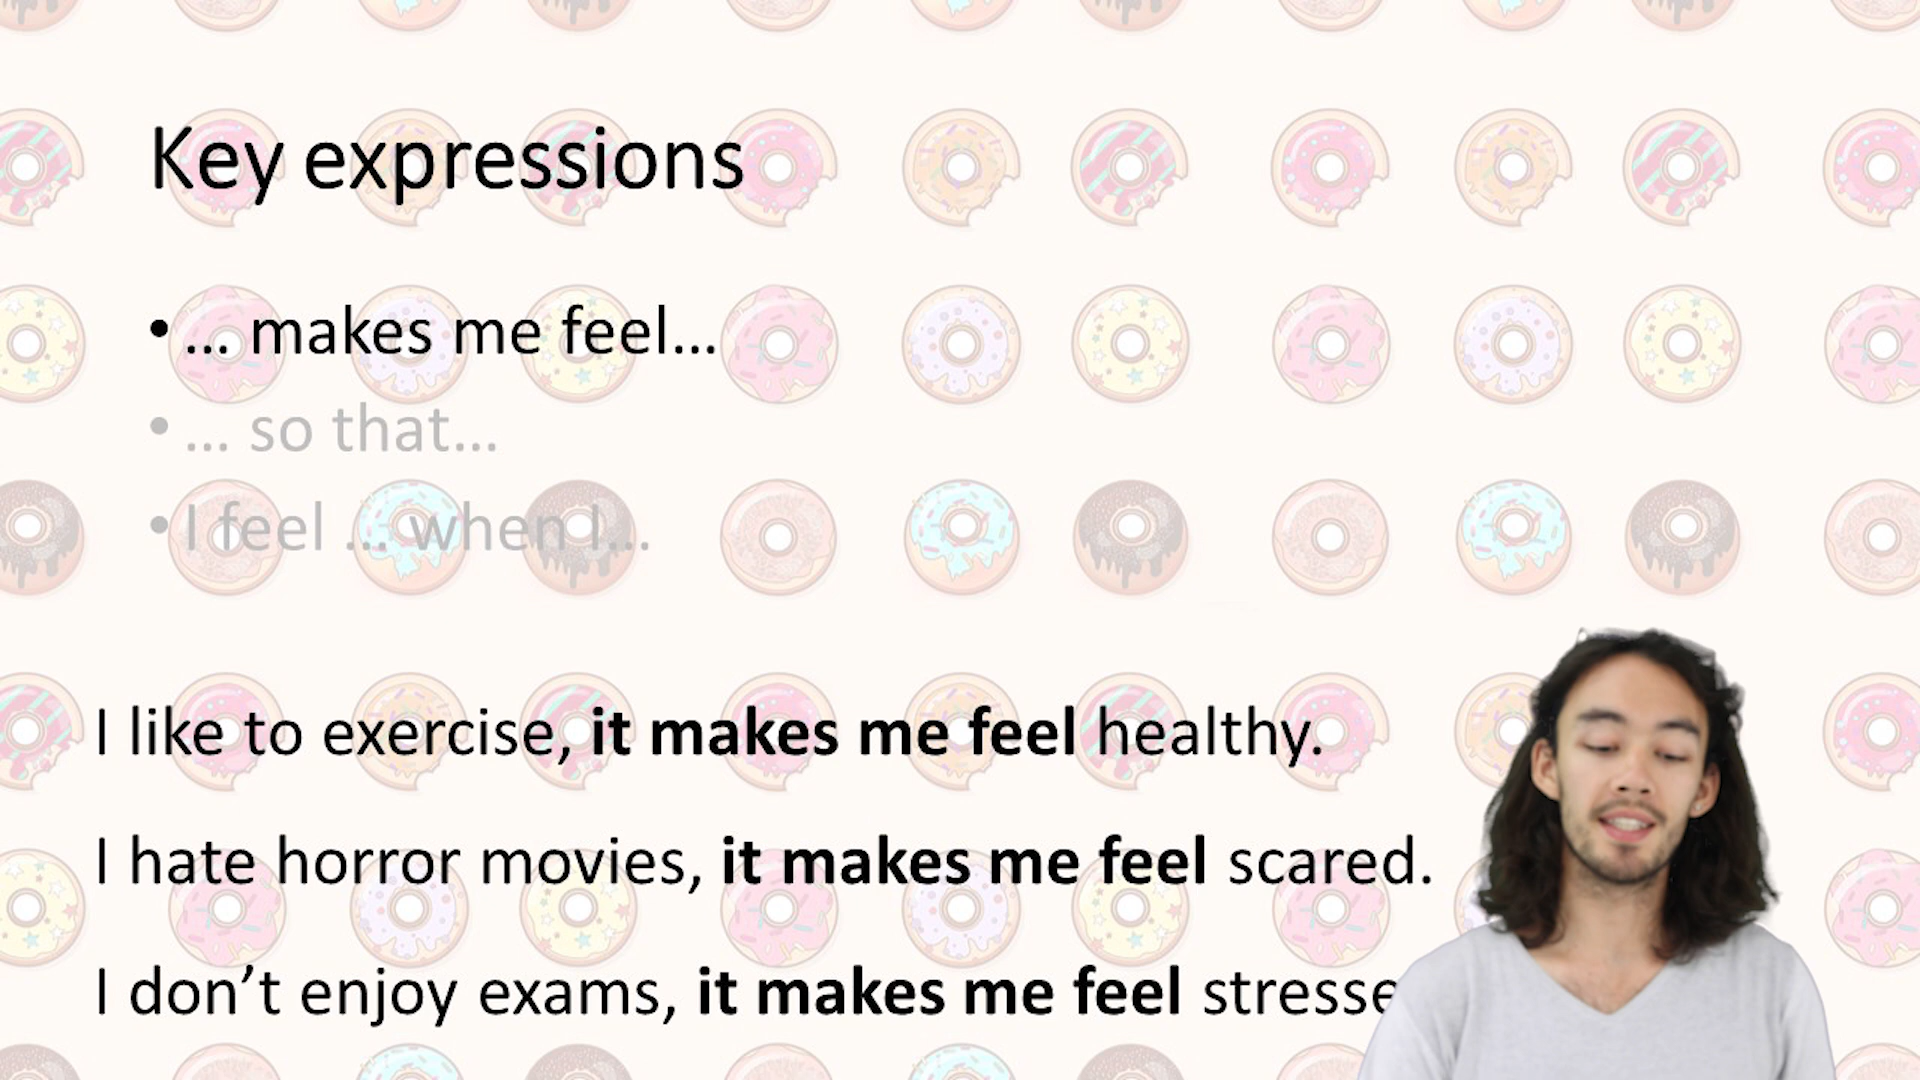 Key expressions
• ... makes me feel...
• ... so that...
• I feel ... when I...
I like to exercise, it makes me feel healthy.
I hate horror movies, it makes me feel scared.
I don’t enjoy exams, it makes me feel stresse